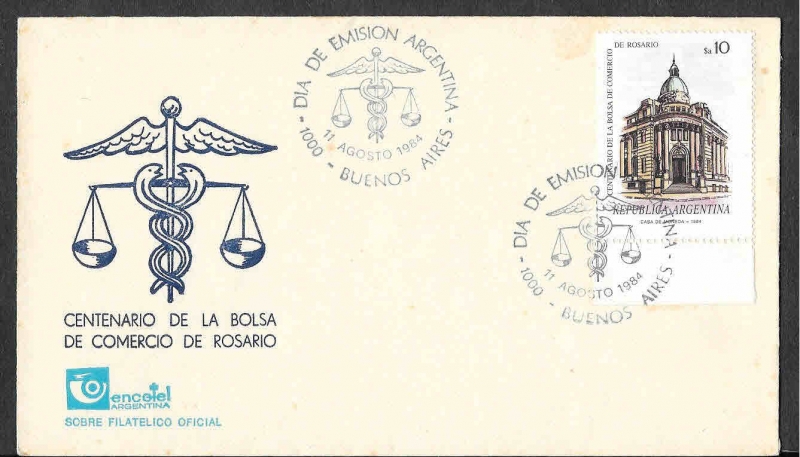 DIA DE EMISION ARGENTINA
11 AGOSTO 1984
- 1000 - BUENOS AIRES -
CENTENARIO DE LA BOLSA DE COMERCIO
DE ROSARIO
$a 10
REPUBLICA ARGENTINA
CASA DE MONEDA - 1984
- DIA DE EMISION
11 AGOSTO 1984
- 1000 - BUENOS AIRES -
CENTENARIO DE LA BOLSA
DE COMERCIO DE ROSARIO
encotel
ARGENTINA
SOBRE FILATELICO OFICIAL